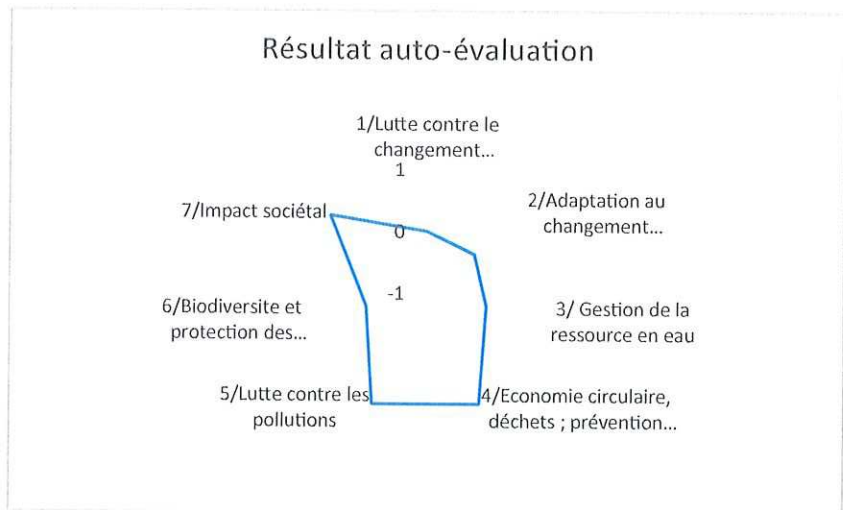 Résultat auto-évaluation
1/Lutte contre le
changement...
1
2/Adaptation au
changement...
7/Impact sociétal
0
-1
6/Biodiversite et
protection des...
3/ Gestion de la
ressource en eau
5/Lutte contre les
pollutions
4/Economie circulaire,
déchets ; prévention...